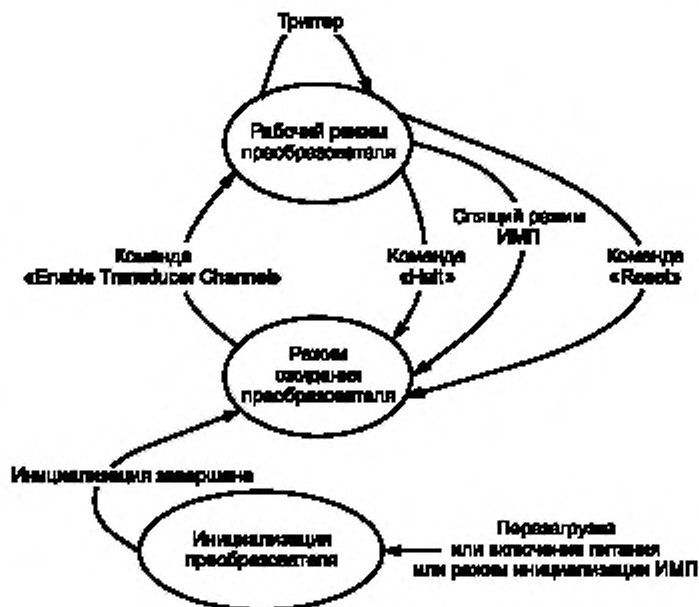 Триггер
Рабочий режим
преобразователя
Спящий режим
ИМП
Команда
«Enable Transducer Channel»
Команда
«Halt»
Команда
«Reset»
Режим
ожидания
преобразователя
Инициализация завершена
Инициализация
преобразователя
Перезагрузка
или включения питания
или режим инициализации ИМП